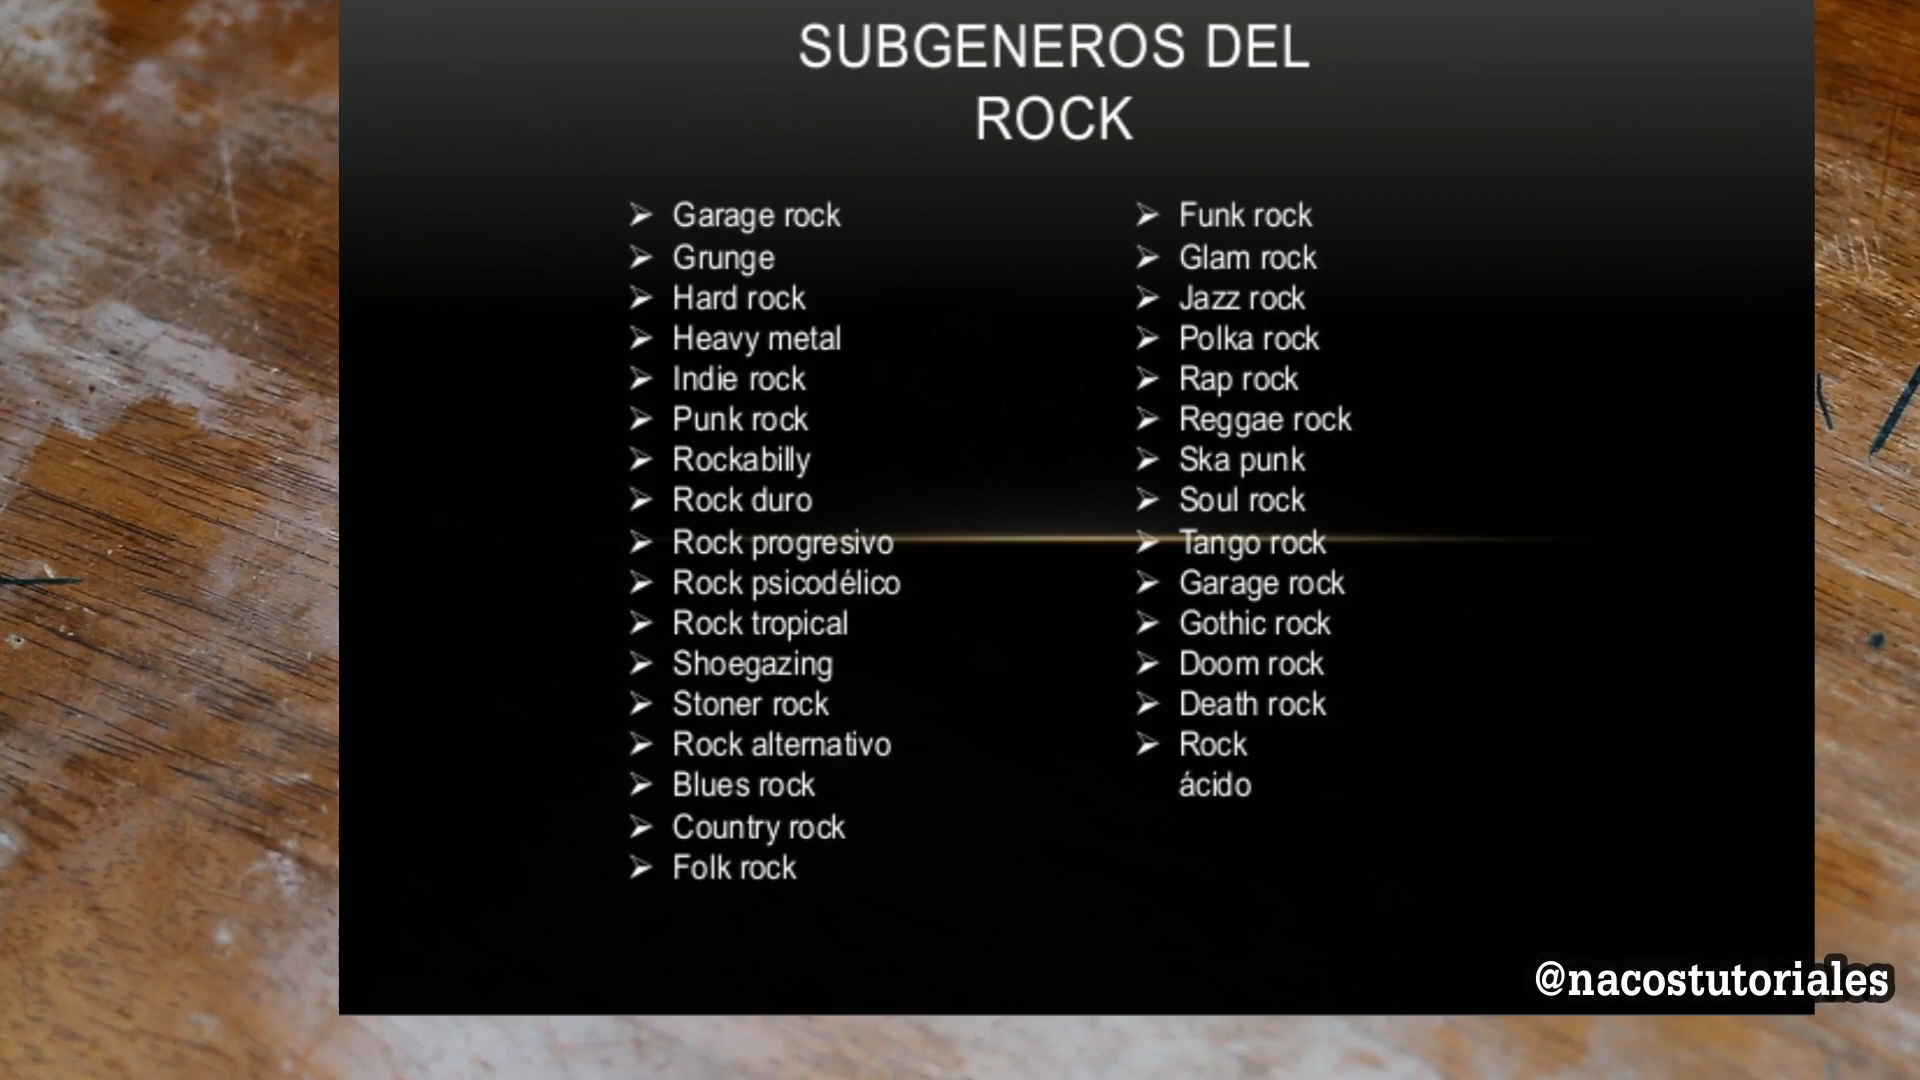 SUBGENEROS DEL
ROCK
Garage rock
Grunge
Hard rock
Heavy metal
Indie rock
Punk rock
Rockabilly
Rock duro
Rock progresivo
Rock psicodélico
Rock tropical
Shoegazing
Stoner rock
Rock alternativo
Blues rock
Country rock
Folk rock
Funk rock
Glam rock
Jazz rock
Polka rock
Rap rock
Reggae rock
Ska punk
Soul rock
Tango rock
Garage rock
Gothic rock
Doom rock
Death rock
Rock
ácido
@nacostutoriales